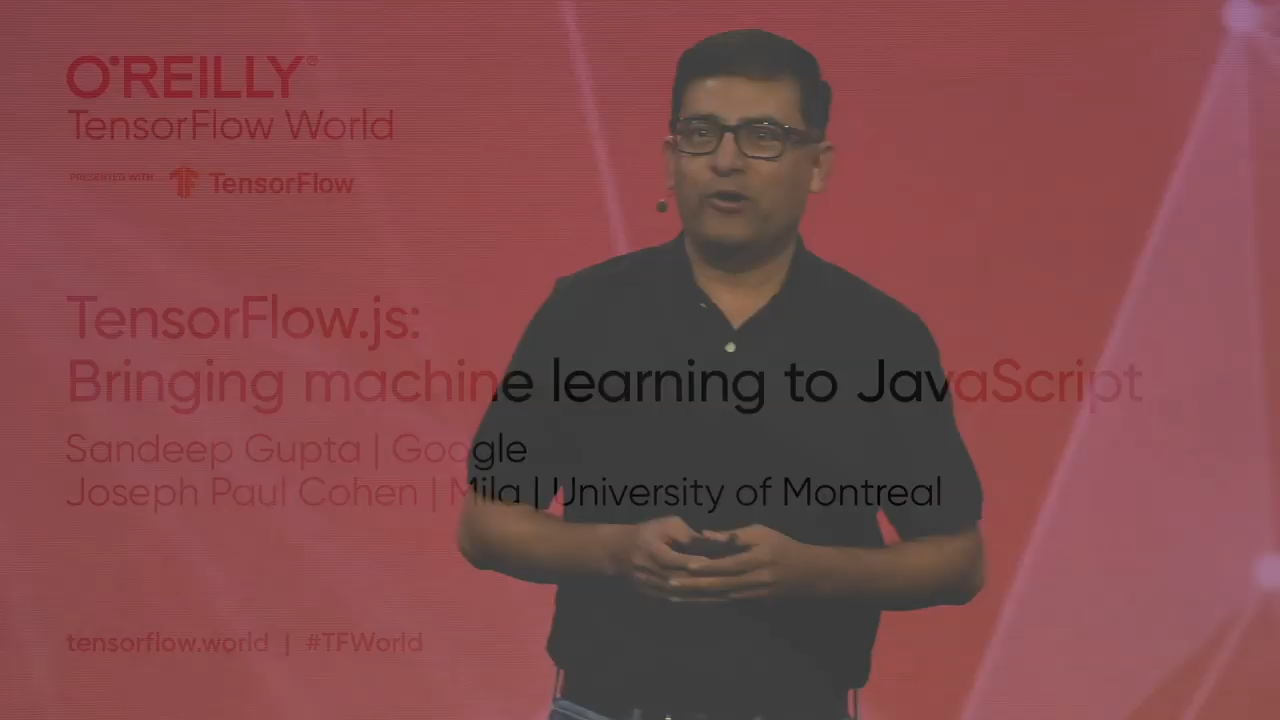 O'REILLY®
TensorFlow World
PRESENTED WITH TensorFlow
TensorFlow.js:
Bringing machine learning to JavaScript
Sandeep Gupta | Google
Joseph Paul Cohen | Mila | University of Montreal
tensorflow.world | #TFWorld